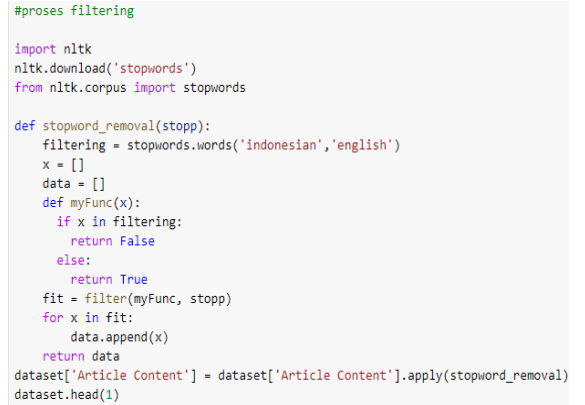 #proses filtering

import nltk
nltk.download('stopwords')
from nltk.corpus import stopwords

def stopword_removal(stopp):
    filtering = stopwords.words('indonesian','english')
    x = []
    data = []
    def myFunc(x):
      if x in filtering:
        return False
      else:
        return True
    fit = filter(myFunc, stopp)
    for x in fit:
        data.append(x)
    return data
dataset['Article Content'] = dataset['Article Content'].apply(stopword_removal)
dataset.head(1)